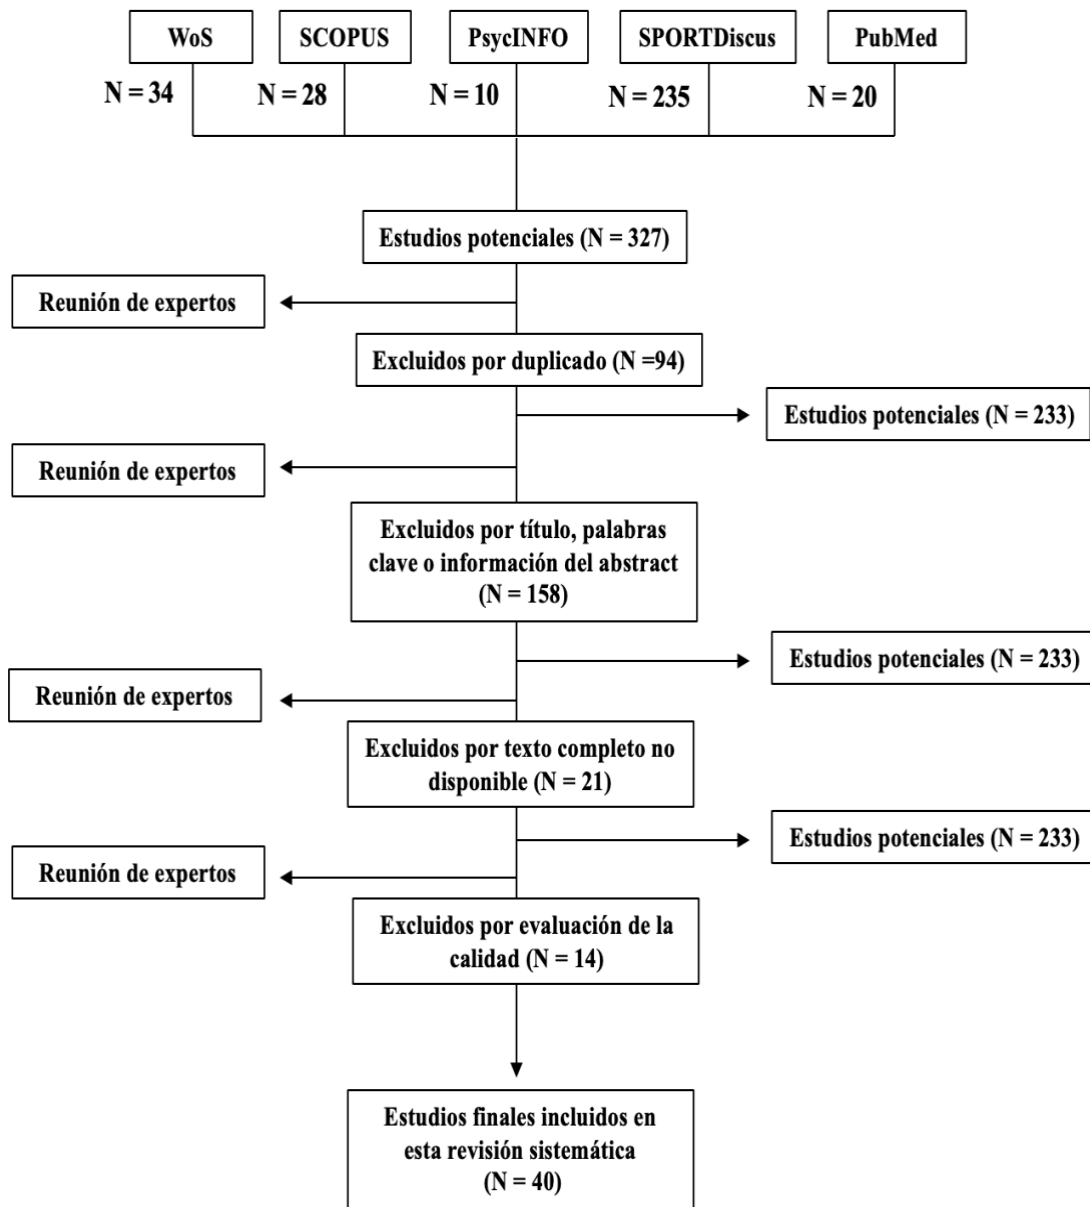 WoS
SCOPUS
PsycINFO
SPORTDiscus
PubMed
N = 34
N = 28
N = 10
N = 235
N = 20
Estudios potenciales (N = 327)
Reunión de expertos
Excluidos por duplicado (N =94)
Estudios potenciales (N = 233)
Reunión de expertos
Excluidos por título, palabras
clave o información del abstract
(N = 158)
Estudios potenciales (N = 233)
Reunión de expertos
Excluidos por texto completo no
disponible (N = 21)
Estudios potenciales (N = 233)
Reunión de expertos
Excluidos por evaluación de la
calidad (N = 14)
Estudios finales incluidos en
esta revisión sistemática
(N = 40)